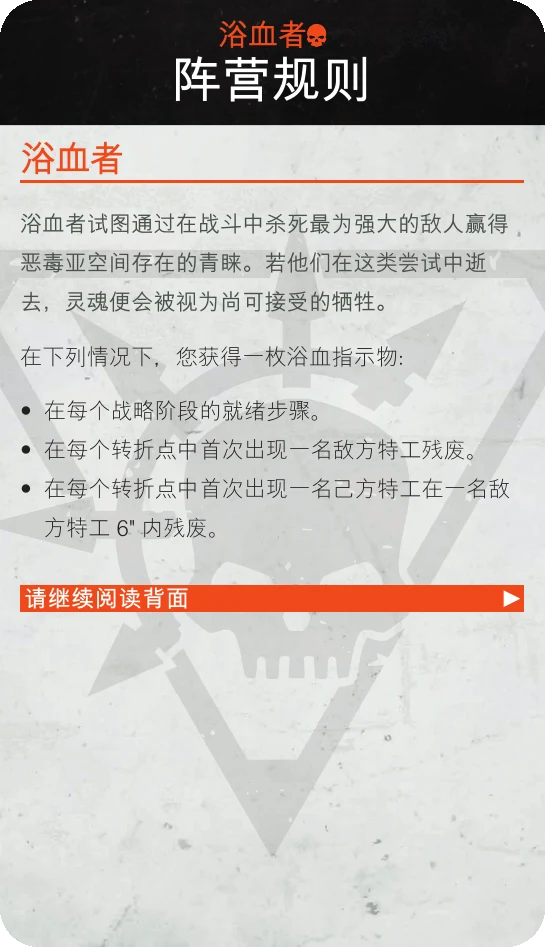 浴血者
阵营规则
浴血者
浴血者试图通过在战斗中杀死最为强大的敌人赢得
恶毒亚空间存在的青睐。若他们在这类尝试中逝
去，灵魂便会被视为尚可接受的牺牲。
在下列情况下，您获得一枚浴血指示物:
• 在每个战略阶段的就绪步骤。
• 在每个转折点中首次出现一名敌方特工残废。
• 在每个转折点中首次出现一名己方特工在一名敌
方特工 6" 内残废。
请继续阅读背面